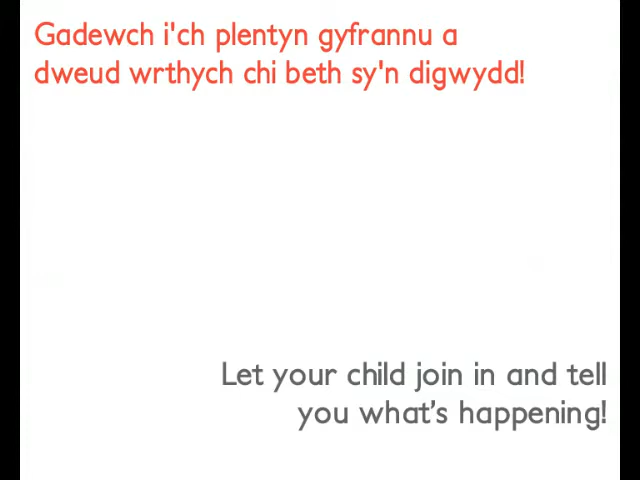 Gadewch i'ch plentyn gyfrannu a
dweud wrthych chi beth sy'n digwydd!
Let your child join in and tell
you what’s happening!